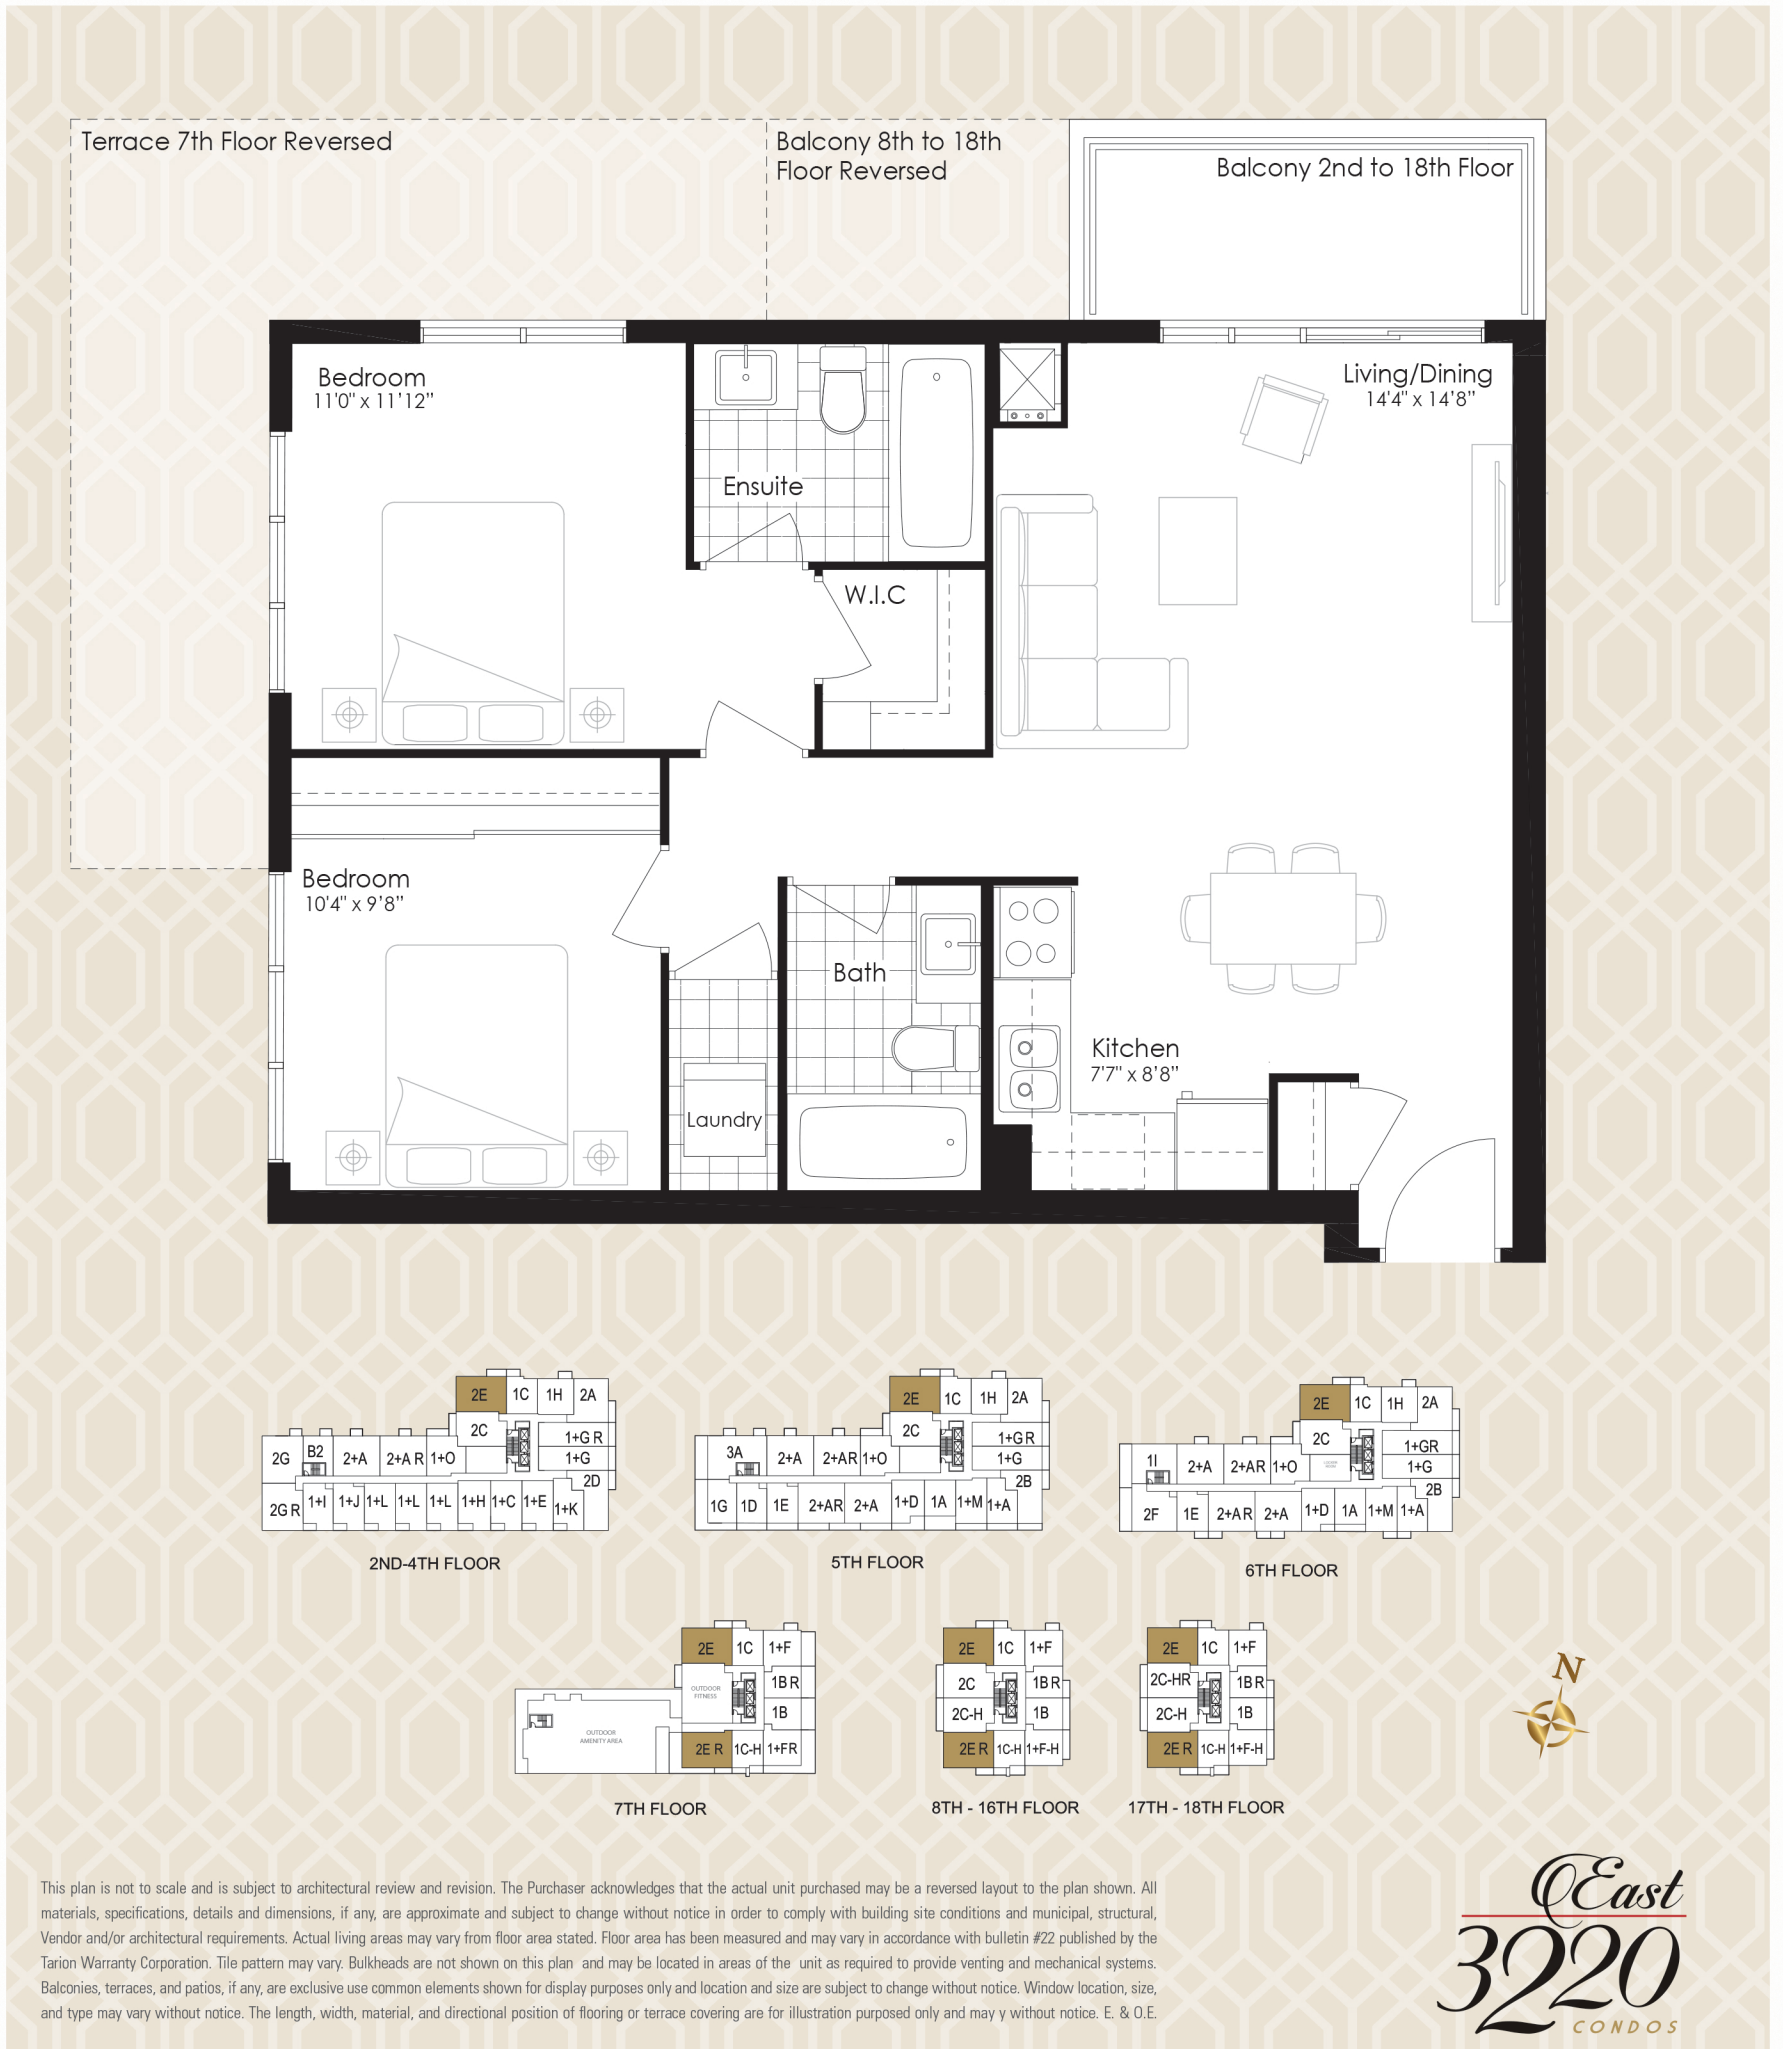 Terrace 7th Floor Reversed
Balcony 8th to 18th
Floor Reversed
Balcony 2nd to 18th Floor
Bedroom
11'0" x 11’12”
Living/Dining
14'4" x 14’8”
Ensuite
W.I.C
Bedroom
10'4" x 9’8”
Bath
Kitchen
7'7" x 8’8”
Laundry
2E 1C 1H 2A
2C
1+G R
2G B2 2+A 2+A R 1+O
1+G
2D
2G R 1+I 1+J 1+L 1+L 1+L 1+H 1+C 1+E 1+K
2ND-4TH FLOOR
2E 1C 1H 2A
2C
1+G R
3A 2+A 2+AR 1+O
1+G
2B
1G 1D 1E 2+AR 2+A 1+D 1A 1+M 1+A
5TH FLOOR
2E 1C 1H 2A
2C
1+GR
1I 2+A 2+AR 1+O
1+G
2B
2F 1E 2+A R 2+A 1+D 1A 1+M 1+A
6TH FLOOR
2E 1C 1+F
OUTDOOR
FITNESS
1B R
1B
OUTDOOR
AMENITY AREA
2E R 1C-H 1+FR
7TH FLOOR
2E 1C 1+F
2C 1B R
2C-H 1B
2E R 1C-H 1+F-H
8TH - 16TH FLOOR
2E 1C 1+F
2C-HR 1B R
2C-H 1B
2E R 1C-H 1+F-H
17TH - 18TH FLOOR
N
This plan is not to scale and is subject to architectural review and revision. The Purchaser acknowledges that the actual unit purchased may be a reversed layout to the plan shown. All
materials, specifications, details and dimensions, if any, are approximate and subject to change without notice in order to comply with building site conditions and municipal, structural,
Vendor and/or architectural requirements. Actual living areas may vary from floor area stated. Floor area has been measured and may vary in accordance with bulletin #22 published by the
Tarion Warranty Corporation. Tile pattern may vary. Bulkheads are not shown on this plan and may be located in areas of the unit as required to provide venting and mechanical systems.
Balconies, terraces, and patios, if any, are exclusive use common elements shown for display purposes only and location and size are subject to change without notice. Window location, size,
and type may vary without notice. The length, width, material, and directional position of flooring or terrace covering are for illustration purposed only and may y without notice. E. & O.E.
East
3220
CONDOS